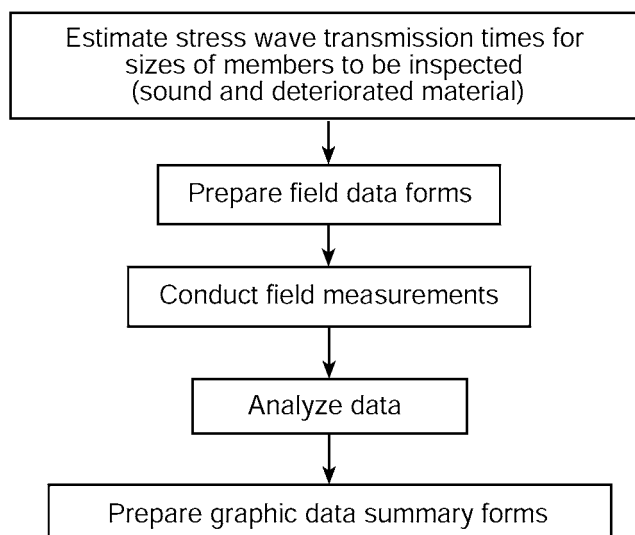 Estimate stress wave transmission times for
sizes of members to be inspected
(sound and deteriorated material)
Prepare field data forms
Conduct field measurements
Analyze data
Prepare graphic data summary forms